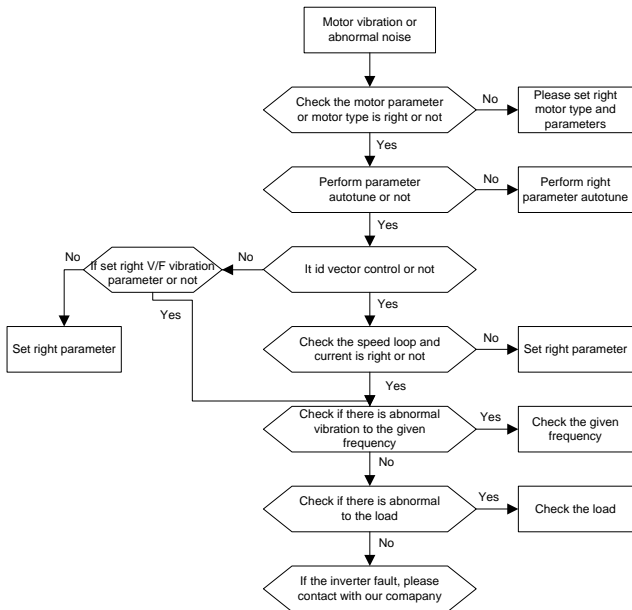 Motor vibration or
abnormal noise
Check the motor parameter
or motor type is right or not
No
Please set right
motor type and
parameters
Yes
Perform parameter
autotune or not
No
Perform right
parameter autotune
Yes
It id vector control or not
No
If set right V/F vibration
parameter or not
No
Set right parameter
Yes
Yes
Check the speed loop and
current is right or not
No
Set right parameter
Yes
Check if there is abnormal
vibration to the given
frequency
Yes
Check the given
frequency
No
Check if there is abnormal
to the load
Yes
Check the load
No
If the inverter fault, please
contact with our comapany